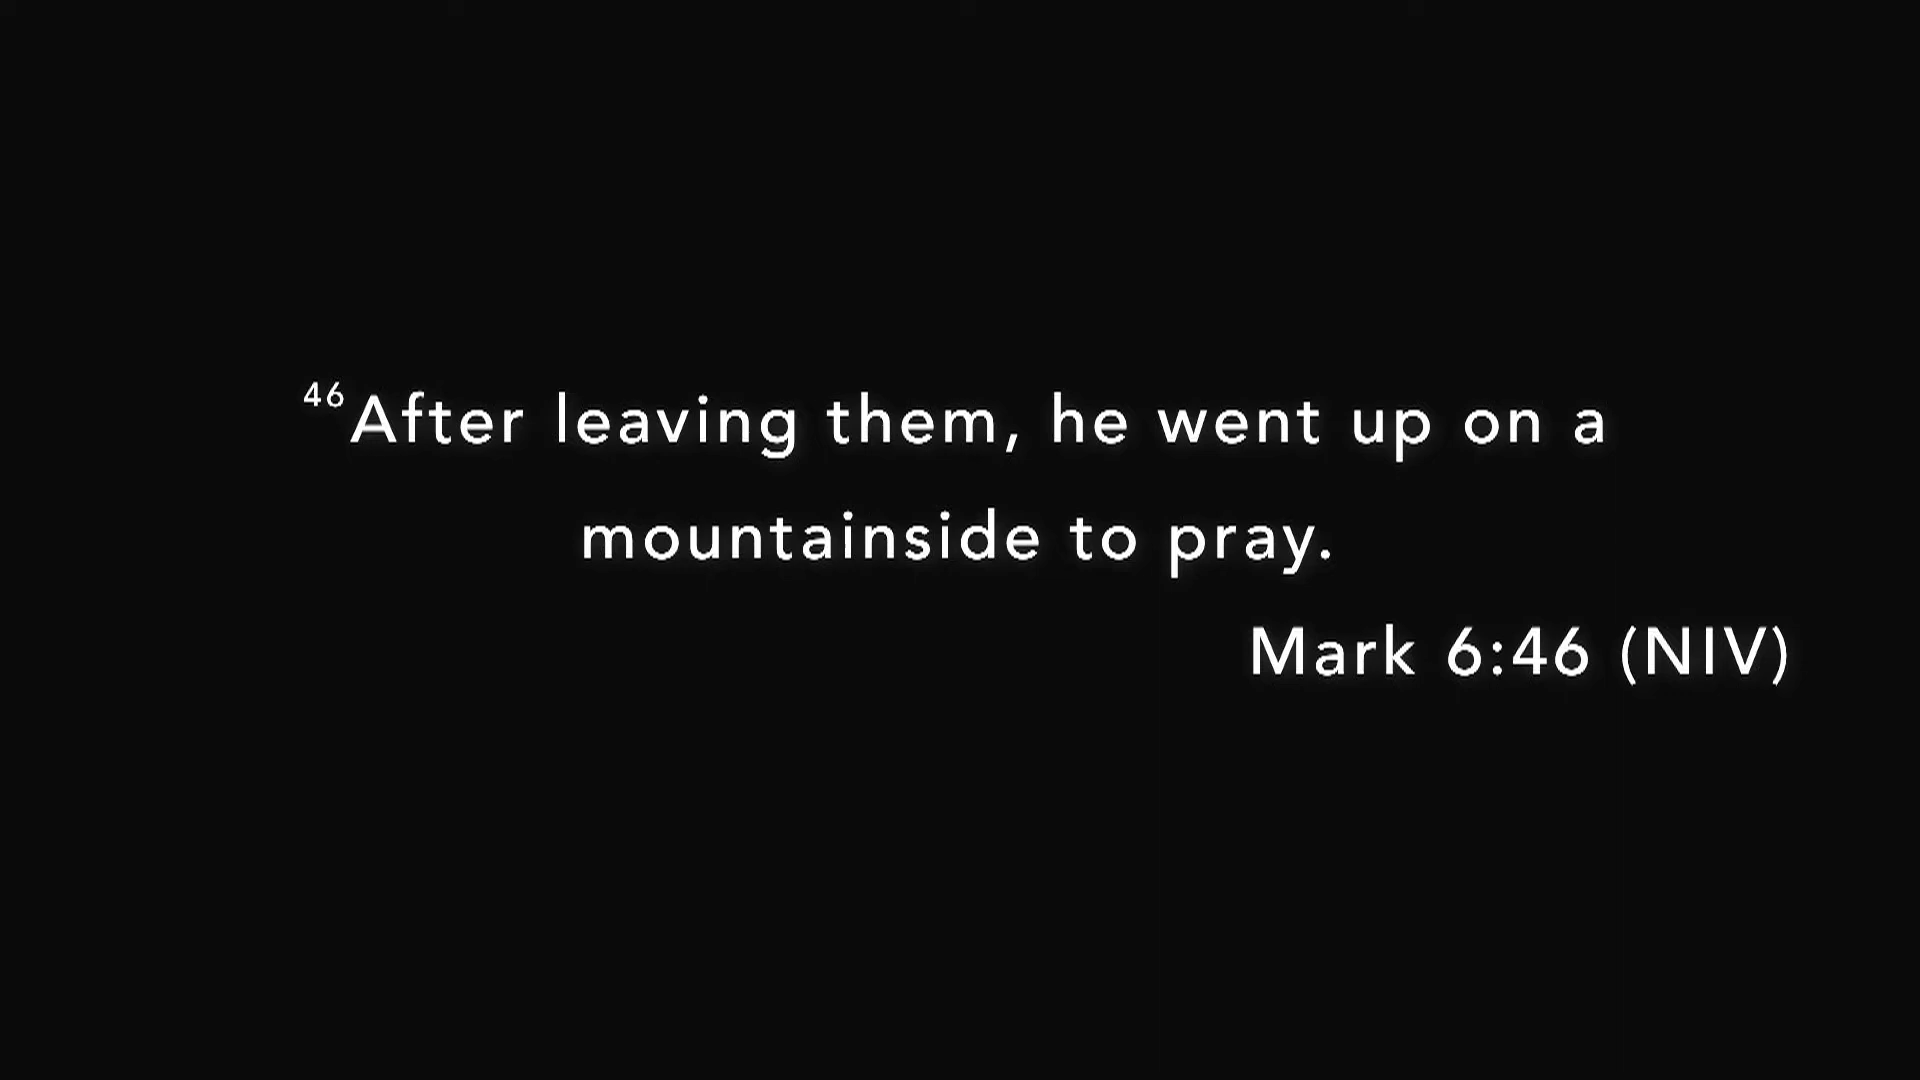 ⁴⁶After leaving them, he went up on a
mountainside to pray.
Mark 6:46 (NIV)